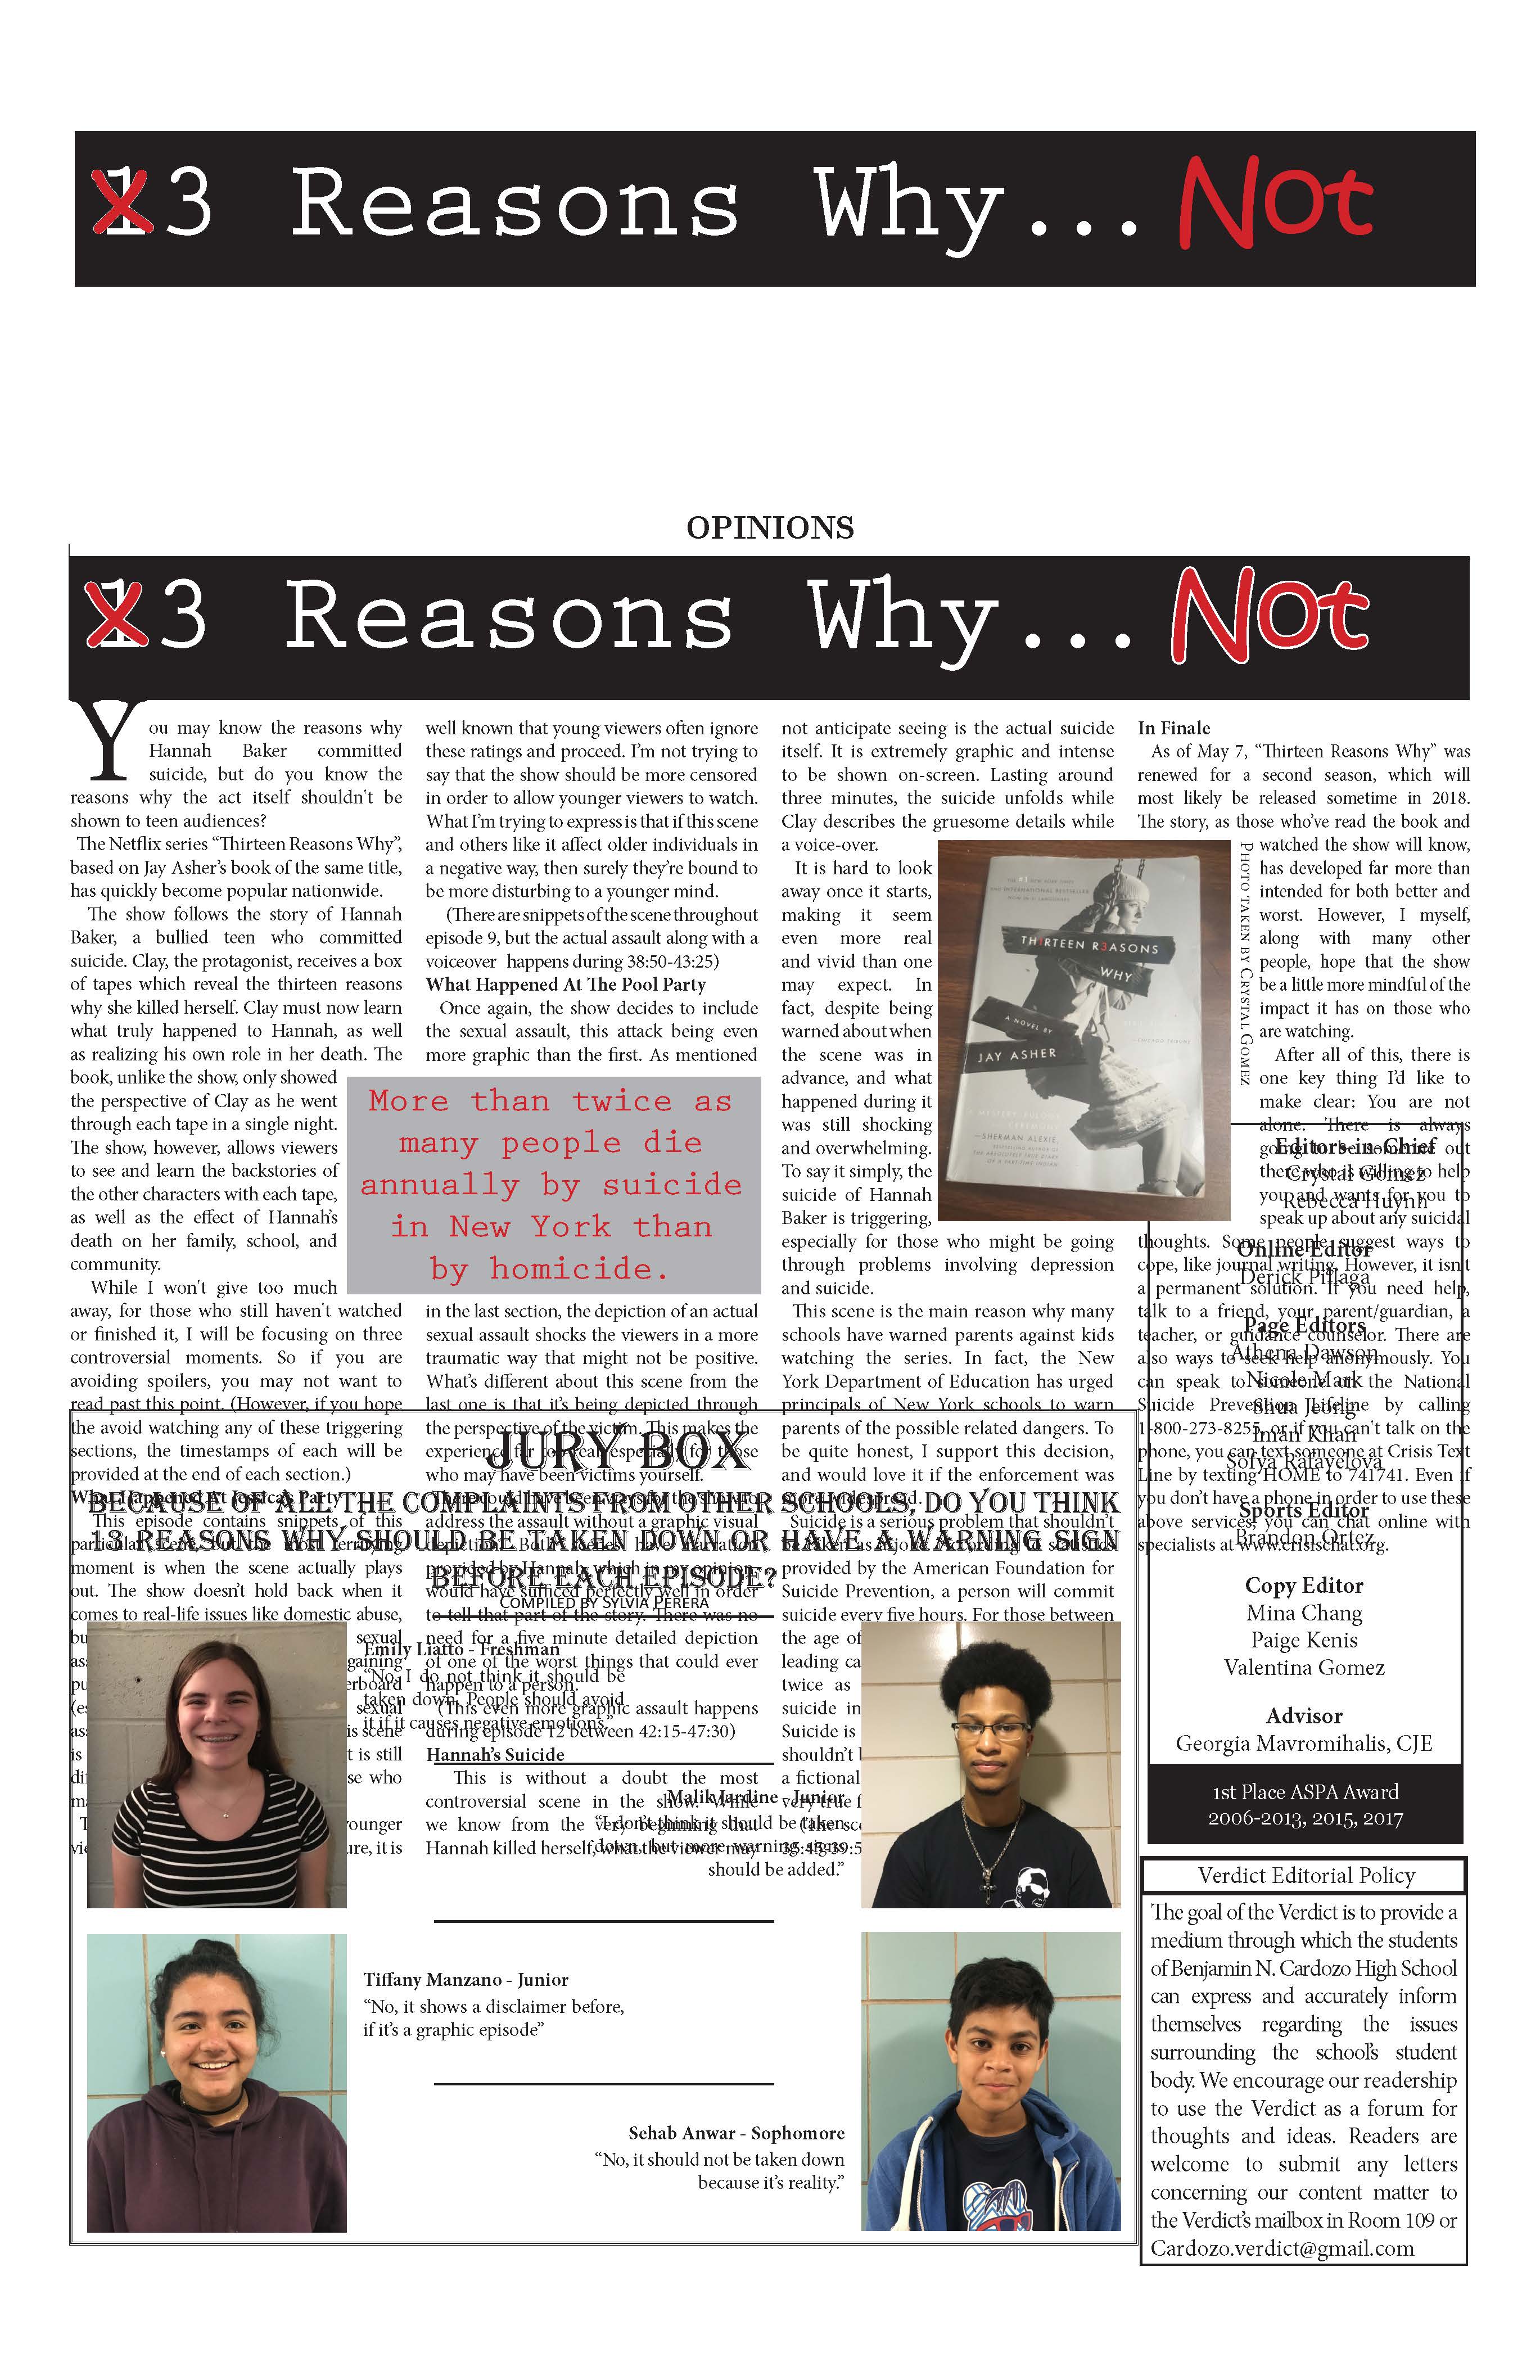 13 Reasons Why... Not
OPINIONS
13 Reasons Why... Not
You may know the reasons why
Hannah Baker committed
suicide, but do you know the
reasons why the act itself shouldn't be
shown to teen audiences?
The Netflix series “Thirteen Reasons Why”,
based on Jay Asher’s book of the same title,
has quickly become popular nationwide.
The show follows the story of Hannah
Baker, a bullied teen who committed
suicide. Clay, the protagonist, receives a box
of tapes which reveal the thirteen reasons
why she killed herself. Clay must now learn
what truly happened to Hannah, as well
as realizing his own role in her death. The
book, unlike the show, only showed
the perspective of Clay as he went
through each tape in a single night.
The show, however, allows viewers
to see and learn the backstories of
the other characters with each tape,
as well as the effect of Hannah’s
death on her family, school, and
community.
While I won't give too much
away, for those who still haven't watched
or finished it, I will be focusing on three
controversial moments. So if you are
avoiding spoilers, you may not want to
read past this point. (However, if you hope
the avoid watching any of these triggering
sections, the timestamps of each will be
provided at the end of each section.)
What Happened At Jessica's Party
This episode contains snippets of this
particular scene, but the most terrifying
moment is when the scene actually plays
out. The show doesn’t hold back when it
comes to real-life issues like domestic abuse,
sexual
gaining
sexual
is scene
is
t is still
se who
younger
ure, it is
well known that young viewers often ignore
these ratings and proceed. I’m not trying to
say that the show should be more censored
in order to allow younger viewers to watch.
What I’m trying to express is that if this scene
and others like it affect older individuals in
a negative way, then surely they’re bound to
be more disturbing to a younger mind.
(There are snippets of the scene throughout
episode 9, but the actual assault along with a
voiceover happens during 38:50-43:25)
What Happened At The Pool Party
Once again, the show decides to include
the sexual assault, this attack being even
more graphic than the first. As mentioned
More than twice as
many people die
annually by suicide
in New York than
by homicide.
in the last section, the depiction of an actual
sexual assault shocks the viewers in a more
traumatic way that might not be positive.
What’s different about this scene from the
last one is that it’s being depicted through
the perspective of the victim. This makes the
experience far too real, especially for those
who may have been victims yourself.
There could have been ways for the show to
address the assault without a graphic visual
depiction. Both scenes have narration
provided by Hannah, which in my opinion,
would have sufficed perfectly well in order
to tell that part of the story. There was no
need for a five minute detailed depiction
of one of the worst things that could ever
happen to a person.
(This even more graphic assault happens
during episode 12 between 42:15-47:30)
Hannah’s Suicide
This is without a doubt the most
controversial scene in the show. While
we know from the very beginning that
Hannah killed herself, what the viewer may
not anticipate seeing is the actual suicide
itself. It is extremely graphic and intense
to be shown on-screen. Lasting around
three minutes, the suicide unfolds while
Clay describes the gruesome details while
a voice-over.
It is hard to look
away once it starts,
making it seem
even more real
and vivid than one
may expect. In
fact, despite being
warned about when
the scene was in
advance, and what
happened during it
was still shocking
and overwhelming.
To say it simply, the
suicide of Hannah
Baker is triggering,
especially for those who might be going
through problems involving depression
and suicide.
This scene is the main reason why many
schools have warned parents against kids
watching the series. In fact, the New
York Department of Education has urged
principals of New York schools to warn
parents of the possible related dangers. To
be quite honest, I support this decision,
and would love it if the enforcement was
more widespread.
Suicide is a serious problem that shouldn’t
be taken as a joke. According to statistics
provided by the American Foundation for
Suicide Prevention, a person will commit
suicide every five hours. For those between
the age of
leading ca
twice as
suicide in
Suicide is
shouldn’t
a fictional
very true f
(The sce
35:45-39:5
THIRTEEN R3ASONS
WHY
A NOVEL BY
JAY ASHER
—SHERMAN ALEXIE,
PHOTO TAKEN BY CRYSTAL GOMEZ
In Finale
As of May 7, “Thirteen Reasons Why” was
renewed for a second season, which will
most likely be released sometime in 2018.
The story, as those who’ve read the book and
watched the show will know,
has developed far more than
intended for both better and
worst. However, I myself,
along with many other
people, hope that the show
be a little more mindful of the
impact it has on those who
are watching.
After all of this, there is
one key thing I’d like to
make clear: You are not
alone. There is always
going to be someone out
there who is willing to help
you and wants for you to
speak up about any suicidal
thoughts. Some people suggest ways to
cope, like journal writing. However, it isn't
a permanent solution. If you need help,
talk to a friend, your parent/guardian, a
teacher, or guidance counselor. There are
also ways to seek help anonymously. You
can speak to someone on the National
Suicide Prevention Lifeline by calling
1-800-273-8255, or if you can't talk on the
phone, you can text someone at Crisis Text
Line by texting HOME to 741741. Even if
you don’t have a phone in order to use these
above services, you can chat online with
specialists at www.crisischat.org.
Editors-in-Chief
Crystal Gomez
Rebecca Huynh
Online Editor
Derick Pillaga
Page Editors
Athena Dawson
Nicole Mark
Shua Jeong
Iman Khan
Sofya Rafayelova
Sports Editor
Brandon Ortez
Copy Editor
Mina Chang
Paige Kenis
Valentina Gomez
Advisor
Georgia Mavromihalis, CJE
1st Place ASPA Award
2006-2013, 2015, 2017
Verdict Editorial Policy
The goal of the Verdict is to provide a
medium through which the students
of Benjamin N. Cardozo High School
can express and accurately inform
themselves regarding the issues
surrounding the school’s student
body. We encourage our readership
to use the Verdict as a forum for
thoughts and ideas. Readers are
welcome to submit any letters
concerning our content matter to
the Verdict’s mailbox in Room 109 or
Cardozo.verdict@gmail.com
JURY BOX
BECAUSE OF ALL THE COMPLAINTS FROM OTHER SCHOOLS, DO YOU THINK
13 REASONS WHY SHOULD BE TAKEN DOWN OR HAVE A WARNING SIGN
BEFORE EACH EPISODE?
COMPILED BY SYLVIA PERERA
Emily Liatto - Freshman
“No, I do not think it should be
taken down. People should avoid
it if it causes negative emotions.”
Malik Jardine - Junior
“I don’t think it should be taken
down, but more warning signs
should be added.”
Tiffany Manzano - Junior
“No, it shows a disclaimer before,
if it’s a graphic episode”
Sehab Anwar - Sophomore
“No, it should not be taken down
because it’s reality.”